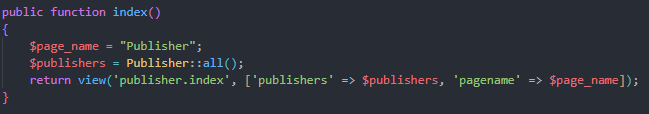 public function index()
{
    $page_name = "Publisher";
    $publishers = Publisher::all();
    return view('publisher.index', ['publishers' => $publishers, 'pagename' => $page_name]);
}